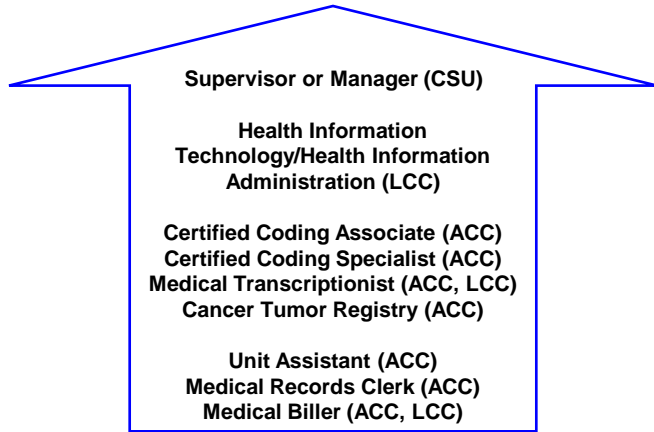 Supervisor or Manager (CSU)
Health Information
Technology/Health Information
Administration (LCC)
Certified Coding Associate (ACC)
Certified Coding Specialist (ACC)
Medical Transcriptionist (ACC, LCC)
Cancer Tumor Registry (ACC)
Unit Assistant (ACC)
Medical Records Clerk (ACC)
Medical Biller (ACC, LCC)